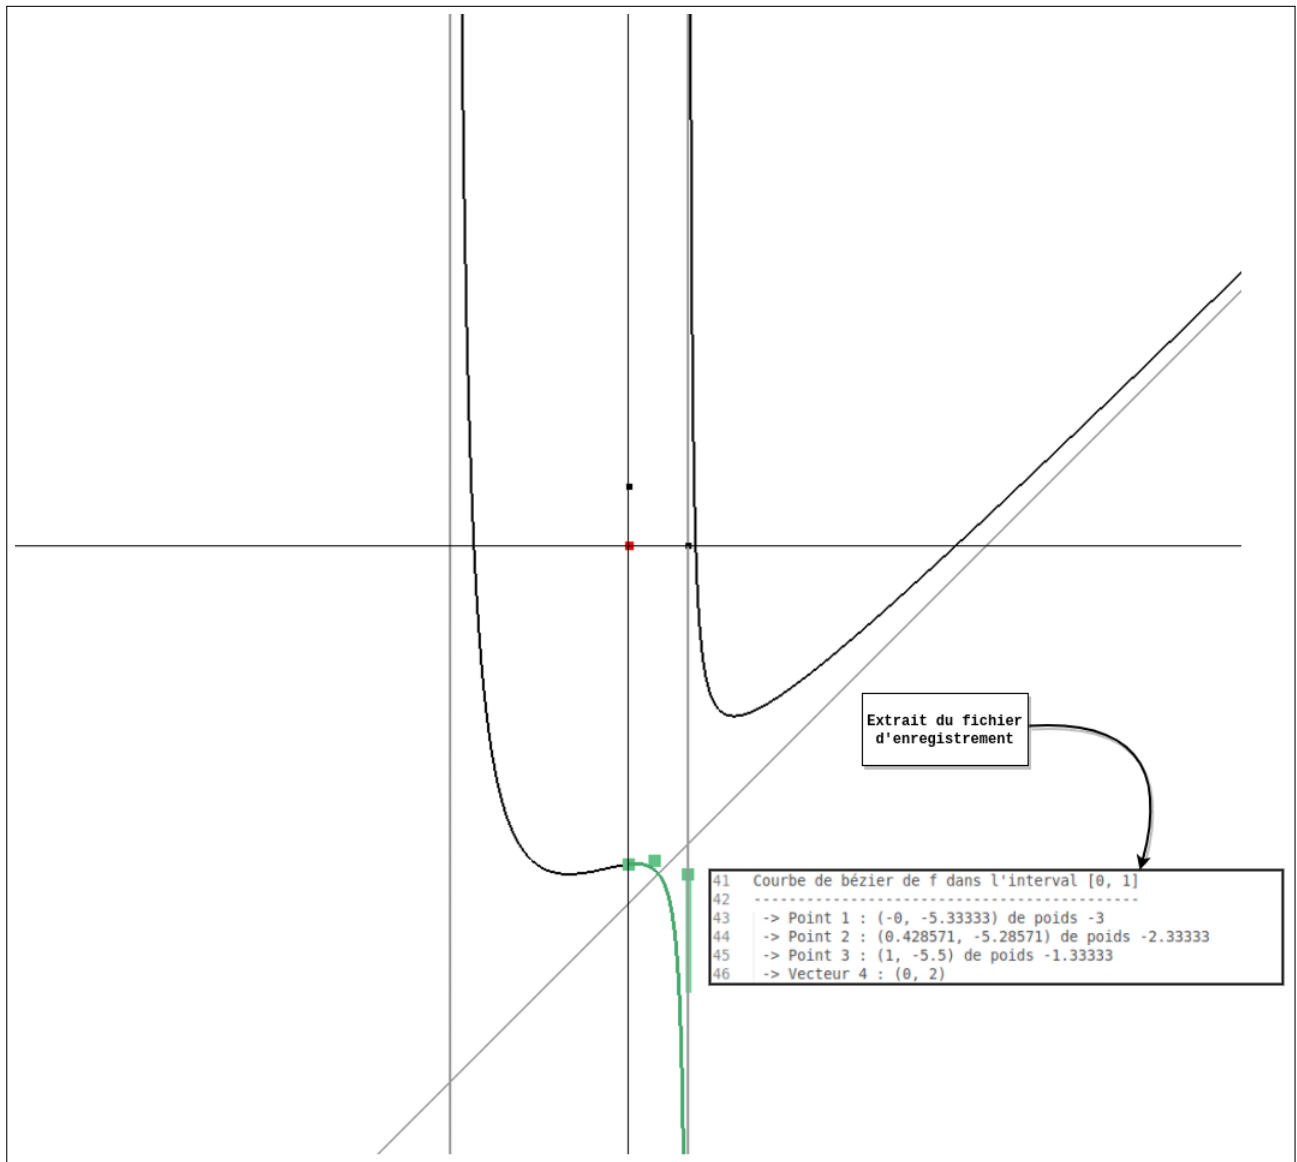 Extrait du fichier
d'enregistrement
41 Courbe de bézier de f dans l'interval [0, 1]
42 --------------------------------------------
43 -> Point 1 : (-0, -5.33333) de poids -3
44 -> Point 2 : (0.428571, -5.28571) de poids -2.33333
45 -> Point 3 : (1, -5.5) de poids -1.33333
46 -> Vecteur 4 : (0, 2)